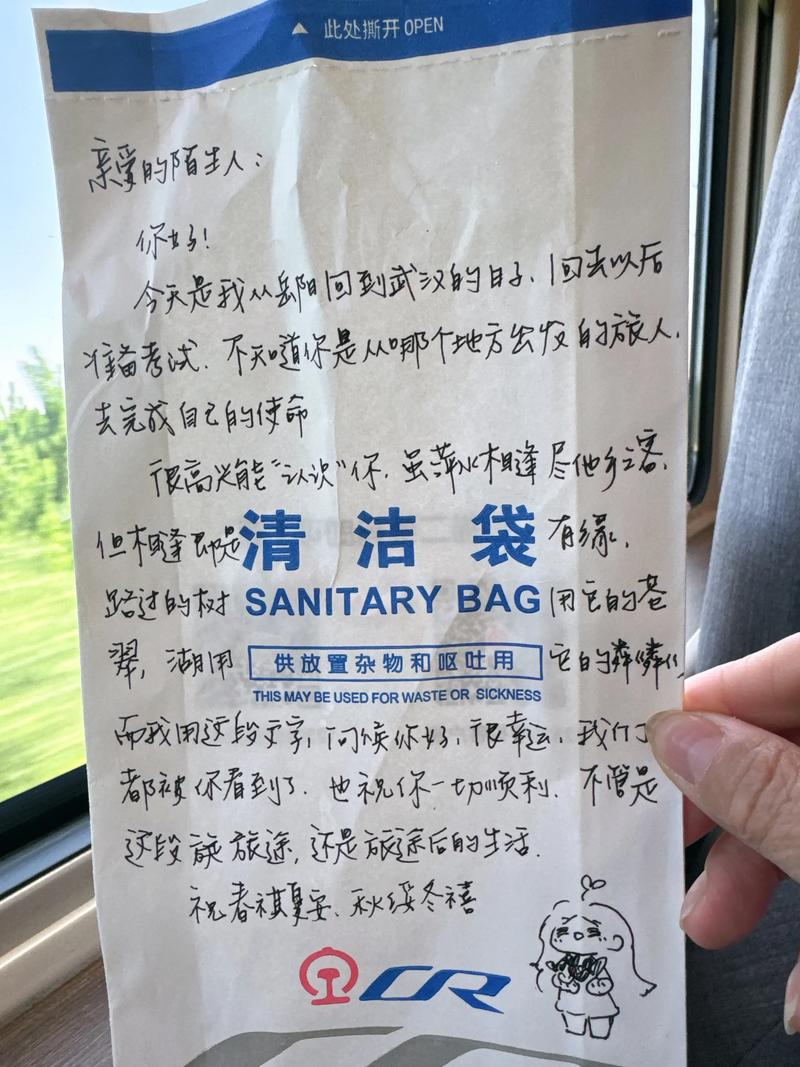 此处撕开 OPEN
亲爱的陌生人：
你好！
今天是我从岳阳回到武汉的日子、回去以后
准备考试、不知道你是从哪个地方出发的旅人、
去完成自己的使命
很高兴能“认识”你、虽萍水相逢尽他乡之客、
但相逢即是 清洁袋 有缘、
路过的树 SANITARY BAG 用它的苍
翠，湖用 供放置杂物和呕吐用 它的粼粼、
THIS MAY BE USED FOR WASTE OR SICKNESS
而我用这段文字，问候你好，很幸运、我们
都被你看到了、也祝你一切顺利、不管是
这段旅途，还是旅途后的生活、
祝春祺夏安、秋绥冬禧
CR